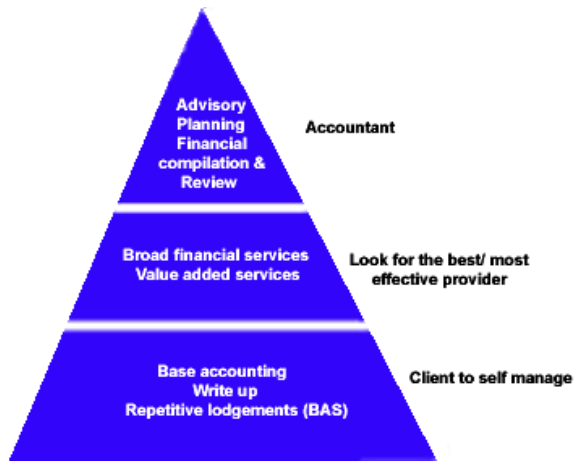 Advisory
Planning
Financial
compilation &
Review
Accountant
Broad financial services
Value added services
Look for the best/ most
effective provider
Base accounting
Write up
Repetitive lodgements (BAS)
Client to self manage